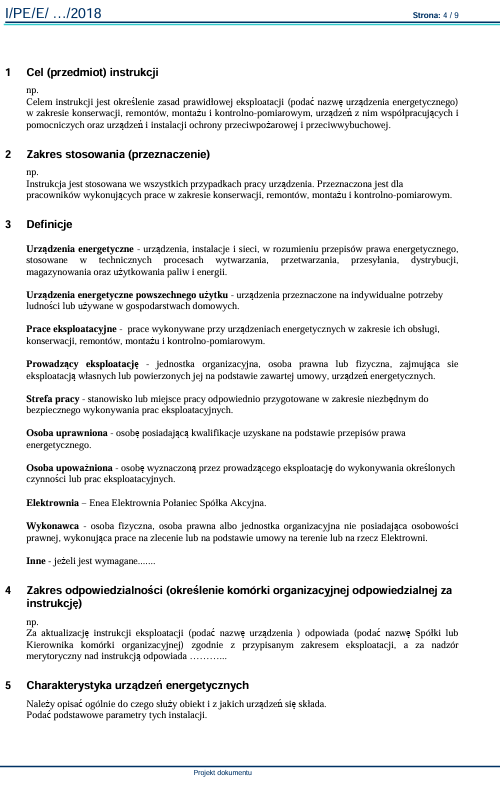 I/PE/E/ .../2018 Strona: 4 / 9
1 Cel (przedmiot) instrukcji
np.
Celem instrukcji jest określenie zasad prawidłowej eksploatacji (podać nazwę urządzenia energetycznego)
w zakresie konserwacji, remontów, montażu i kontrolno-pomiarowym, urządzeń z nim współpracujących i
pomocniczych oraz urządzeń i instalacji ochrony przeciwpożarowej i przeciwwybuchowej.
2 Zakres stosowania (przeznaczenie)
np.
Instrukcja jest stosowana we wszystkich przypadkach pracy urządzenia. Przeznaczona jest dla
pracowników wykonujących prace w zakresie konserwacji, remontów, montażu i kontrolno-pomiarowym.
3 Definicje
Urządzenia energetyczne - urządzenia, instalacje i sieci, w rozumieniu przepisów prawa energetycznego,
stosowane w technicznych procesach wytwarzania, przetwarzania, przesyłania, dystrybucji,
magazynowania oraz użytkowania paliw i energii.
Urządzenia energetyczne powszechnego użytku - urządzenia przeznaczone na indywidualne potrzeby
ludności lub używane w gospodarstwach domowych.
Prace eksploatacyjne - prace wykonywane przy urządzeniach energetycznych w zakresie ich obsługi,
konserwacji, remontów, montażu i kontrolno-pomiarowym.
Prowadzący eksploatację - jednostka organizacyjna, osoba prawna lub fizyczna, zajmująca sie
eksploatacją własnych lub powierzonych jej na podstawie zawartej umowy, urządzeń energetycznych.
Strefa pracy - stanowisko lub miejsce pracy odpowiednio przygotowane w zakresie niezbędnym do
bezpiecznego wykonywania prac eksploatacyjnych.
Osoba uprawniona - osobę posiadającą kwalifikacje uzyskane na podstawie przepisów prawa
energetycznego.
Osoba upoważniona - osobę wyznaczoną przez prowadzącego eksploatację do wykonywania określonych
czynności lub prac eksploatacyjnych.
Elektrownia – Enea Elektrownia Połaniec Spółka Akcyjna.
Wykonawca - osoba fizyczna, osoba prawna albo jednostka organizacyjna nie posiadająca osobowości
prawnej, wykonująca prace na zlecenie lub na podstawie umowy na terenie lub na rzecz Elektrowni.
Inne - jeżeli jest wymagane.......
4 Zakres odpowiedzialności (określenie komórki organizacyjnej odpowiedzialnej za
instrukcję)
np.
Za aktualizację instrukcji eksploatacji (podać nazwę urządzenia ) odpowiada (podać nazwę Spółki lub
Kierownika komórki organizacyjnej) zgodnie z przypisanym zakresem eksploatacji, a za nadzór
merytoryczny nad instrukcją odpowiada ………...
5 Charakterystyka urządzeń energetycznych
Należy opisać ogólnie do czego służy obiekt i z jakich urządzeń się składa.
Podać podstawowe parametry tych instalacji.
Projekt dokumentu